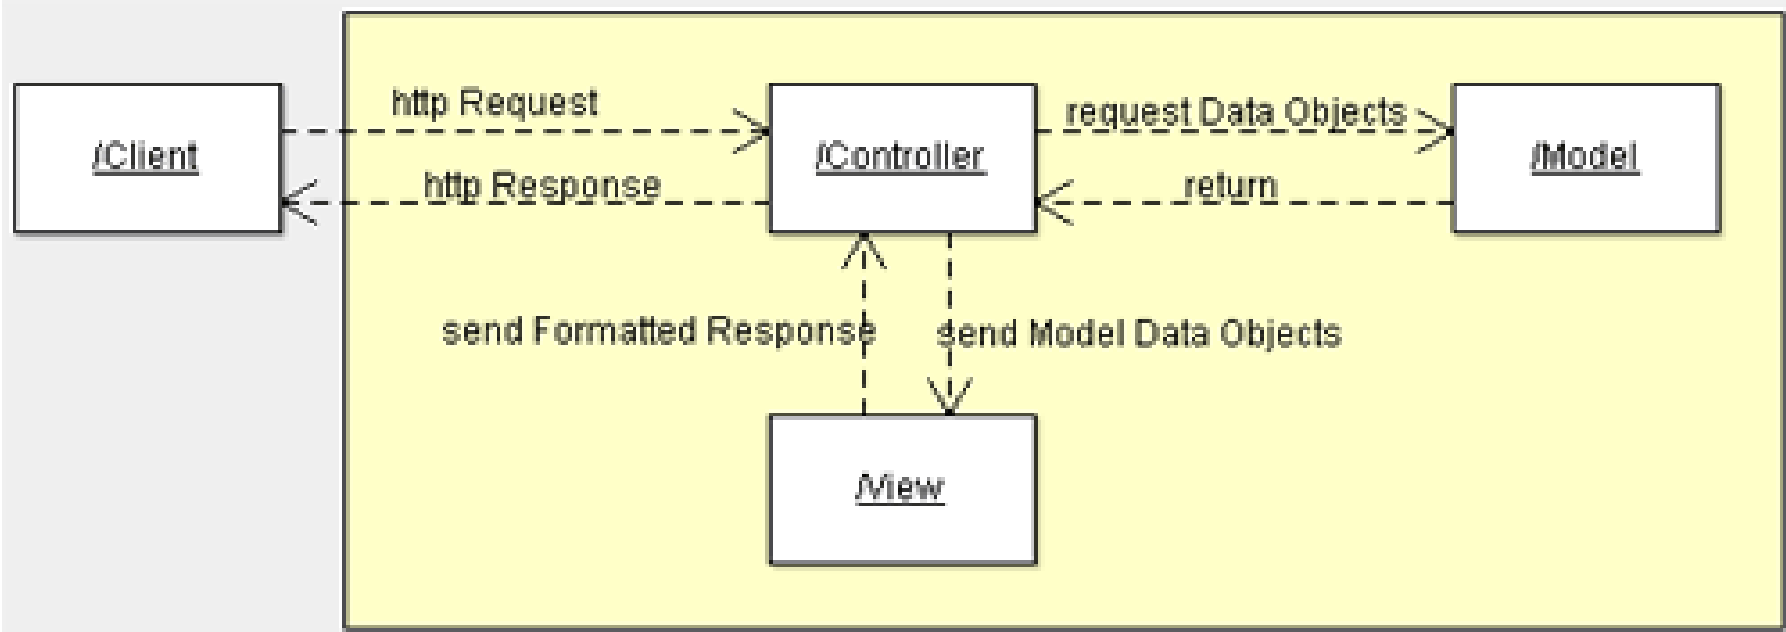 http Request
request Data Objects
/Client
/Controller
/Model
http Response
return
send Formatted Response
send Model Data Objects
/View